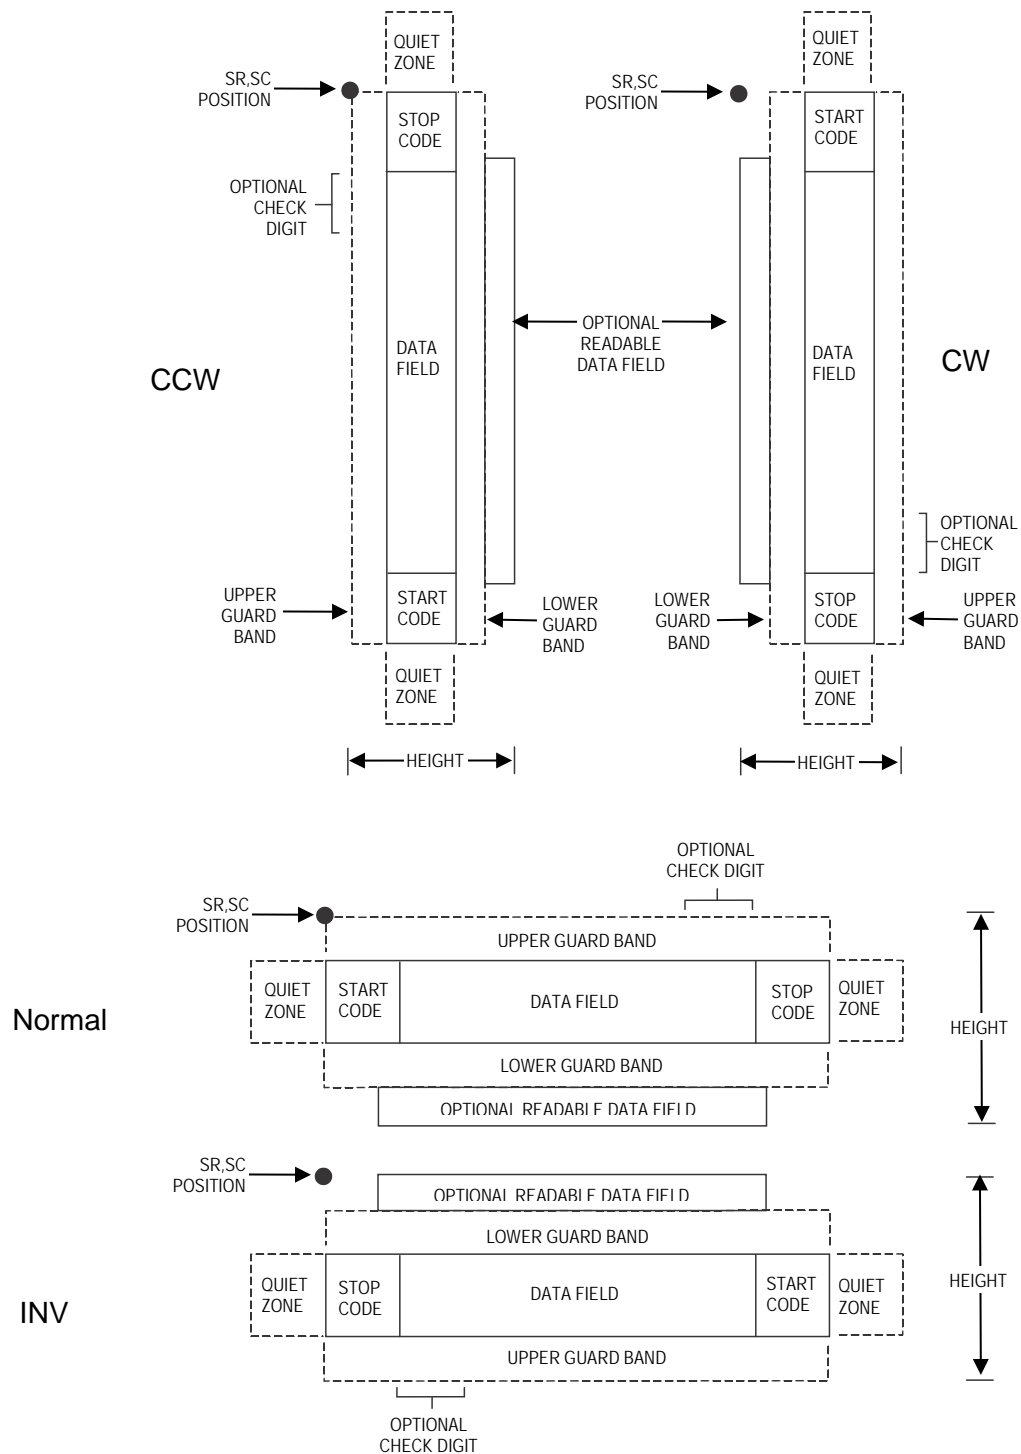 QUIET
ZONE
QUIET
ZONE
SR,SC
POSITION
SR,SC
POSITION
STOP
CODE
START
CODE
OPTIONAL
CHECK
DIGIT
OPTIONAL
READABLE
DATA FIELD
DATA
FIELD
DATA
FIELD
CCW
CW
OPTIONAL
CHECK
DIGIT
UPPER
GUARD
BAND
START
CODE
LOWER
GUARD
BAND
LOWER
GUARD
BAND
STOP
CODE
UPPER
GUARD
BAND
QUIET
ZONE
QUIET
ZONE
HEIGHT
HEIGHT
OPTIONAL
CHECK DIGIT
SR,SC
POSITION
UPPER GUARD BAND
QUIET
ZONE
START
CODE
DATA FIELD
STOP
CODE
QUIET
ZONE
Normal
HEIGHT
LOWER GUARD BAND
OPTIONAL READABLE DATA FIELD
SR,SC
POSITION
OPTIONAL READABLE DATA FIELD
LOWER GUARD BAND
QUIET
ZONE
STOP
CODE
DATA FIELD
START
CODE
QUIET
ZONE
HEIGHT
INV
UPPER GUARD BAND
OPTIONAL
CHECK DIGIT